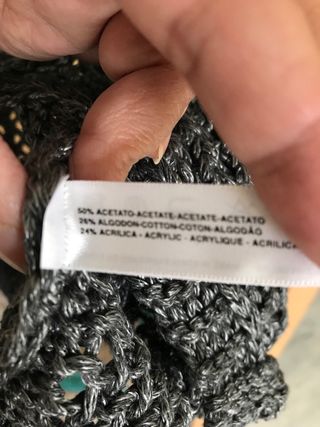 50% ACETATO-ACETATE-ACETATE-ACETATO
26% ALGODON-COTTON-COTON-ALGODÃO
24% ACRILICA - ACRYLIC - ACRYLIQUE - ACRILICA